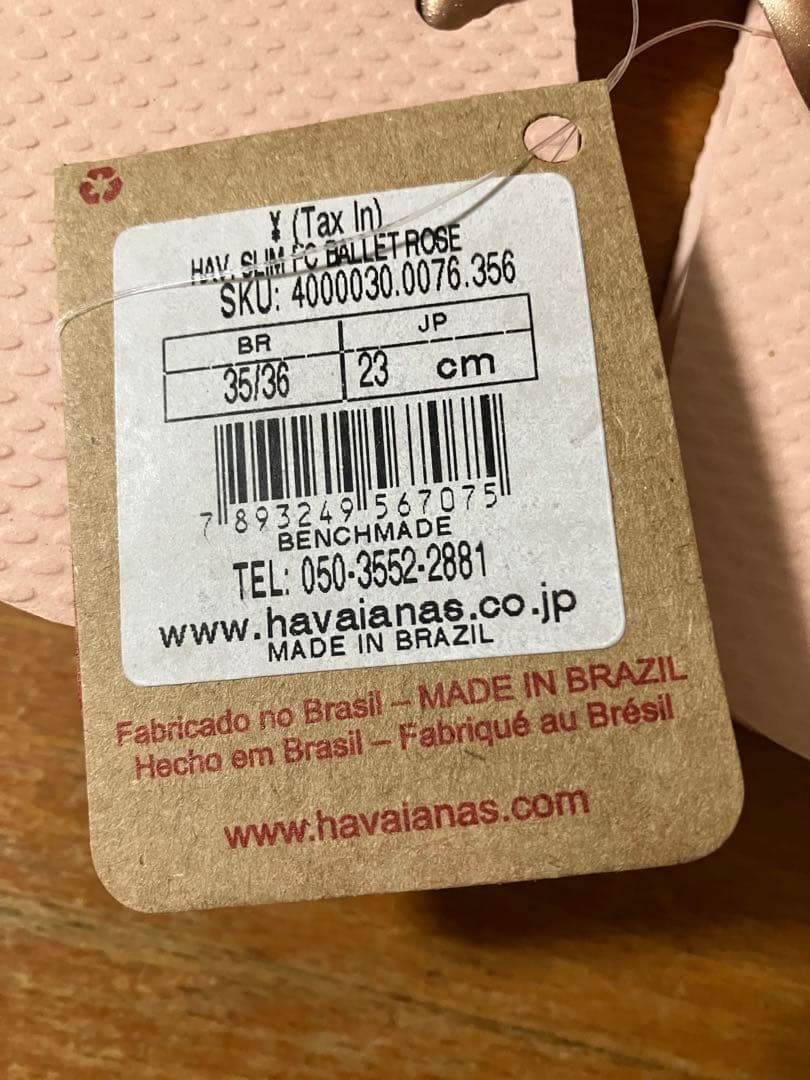 ¥ (Tax In)
HAV. SLIM FC BALLET ROSE
SKU: 4000030.0076.356
BR JP
35/36 23 cm
7 893249 567075
BENCHMADE
TEL: 050-3552-2881
www.havaianas.co.jp
MADE IN BRAZIL
Fabricado no Brasil – MADE IN BRAZIL
Hecho em Brasil – Fabriqué au Brésil
www.havaianas.com